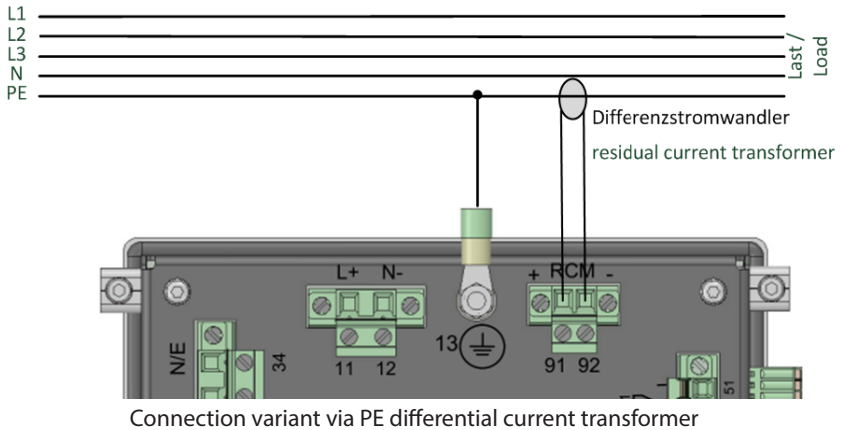 L1
L2
L3
N
PE
Last /
Load
Differenzstromwandler
residual current transformer
L+ N-
+ RCM -
N/E
34
13
11 12
91 92
51
Connection variant via PE differential current transformer